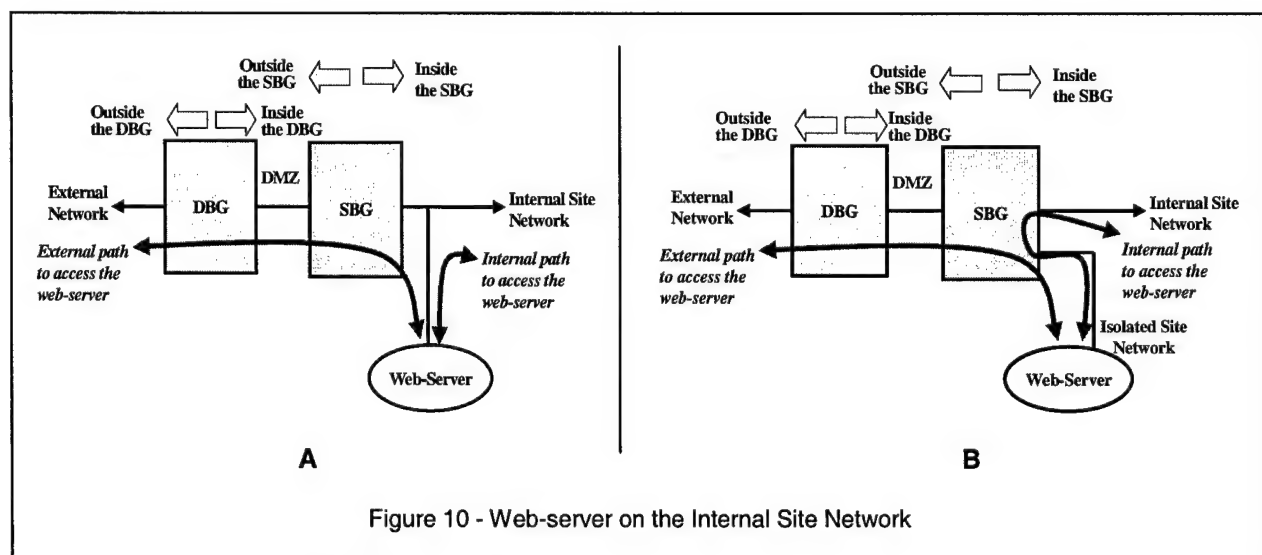 Outside
the SBG
Inside
the SBG
Outside
the DBG
Inside
the DBG
External
Network
DBG
DMZ
SBG
Internal Site
Network
External path
to access the
web-server
Internal path
to access the
web-server
Web-Server
A
Outside
the SBG
Inside
the SBG
Outside
the DBG
Inside
the DBG
External
Network
DBG
DMZ
SBG
Internal Site
Network
External path
to access the
web-server
Internal path
to access the
web-server
Isolated Site
Network
Web-Server
B
Figure 10 - Web-server on the Internal Site Network